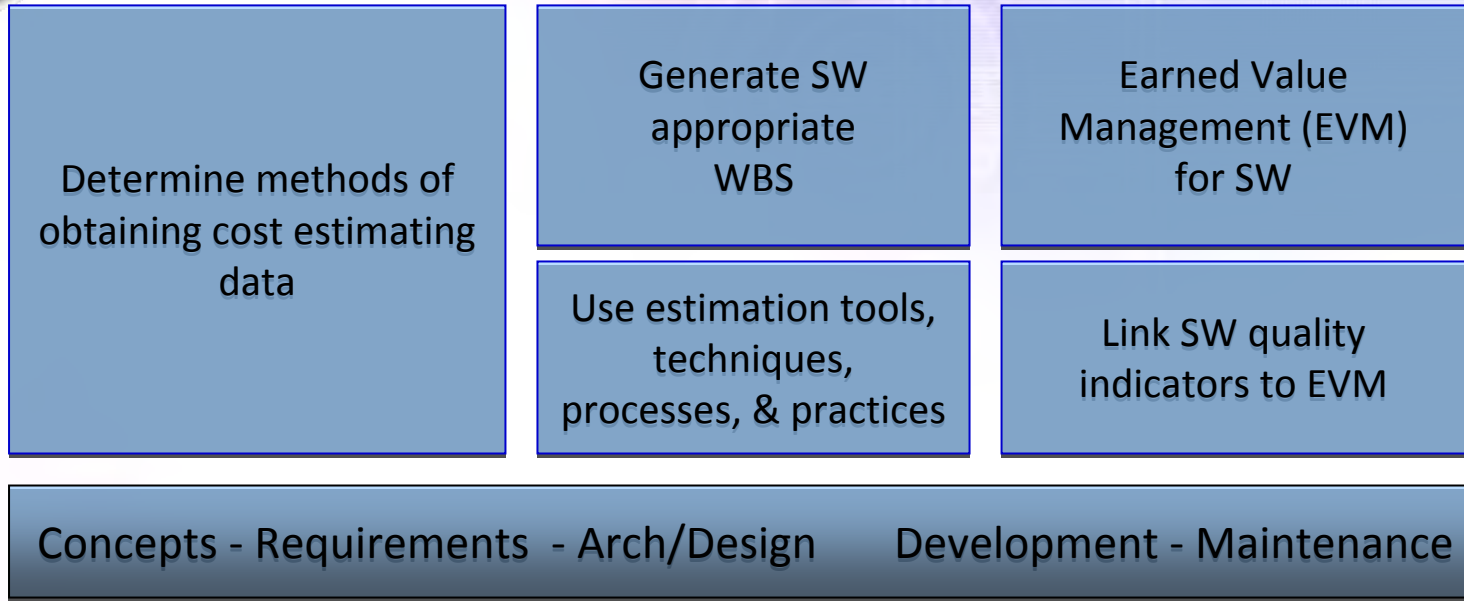 Determine methods of
obtaining cost estimating
data
Generate SW
appropriate
WBS
Use estimation tools,
techniques,
processes, & practices
Earned Value
Management (EVM)
for SW
Link SW quality
indicators to EVM
Concepts - Requirements - Arch/Design Development - Maintenance